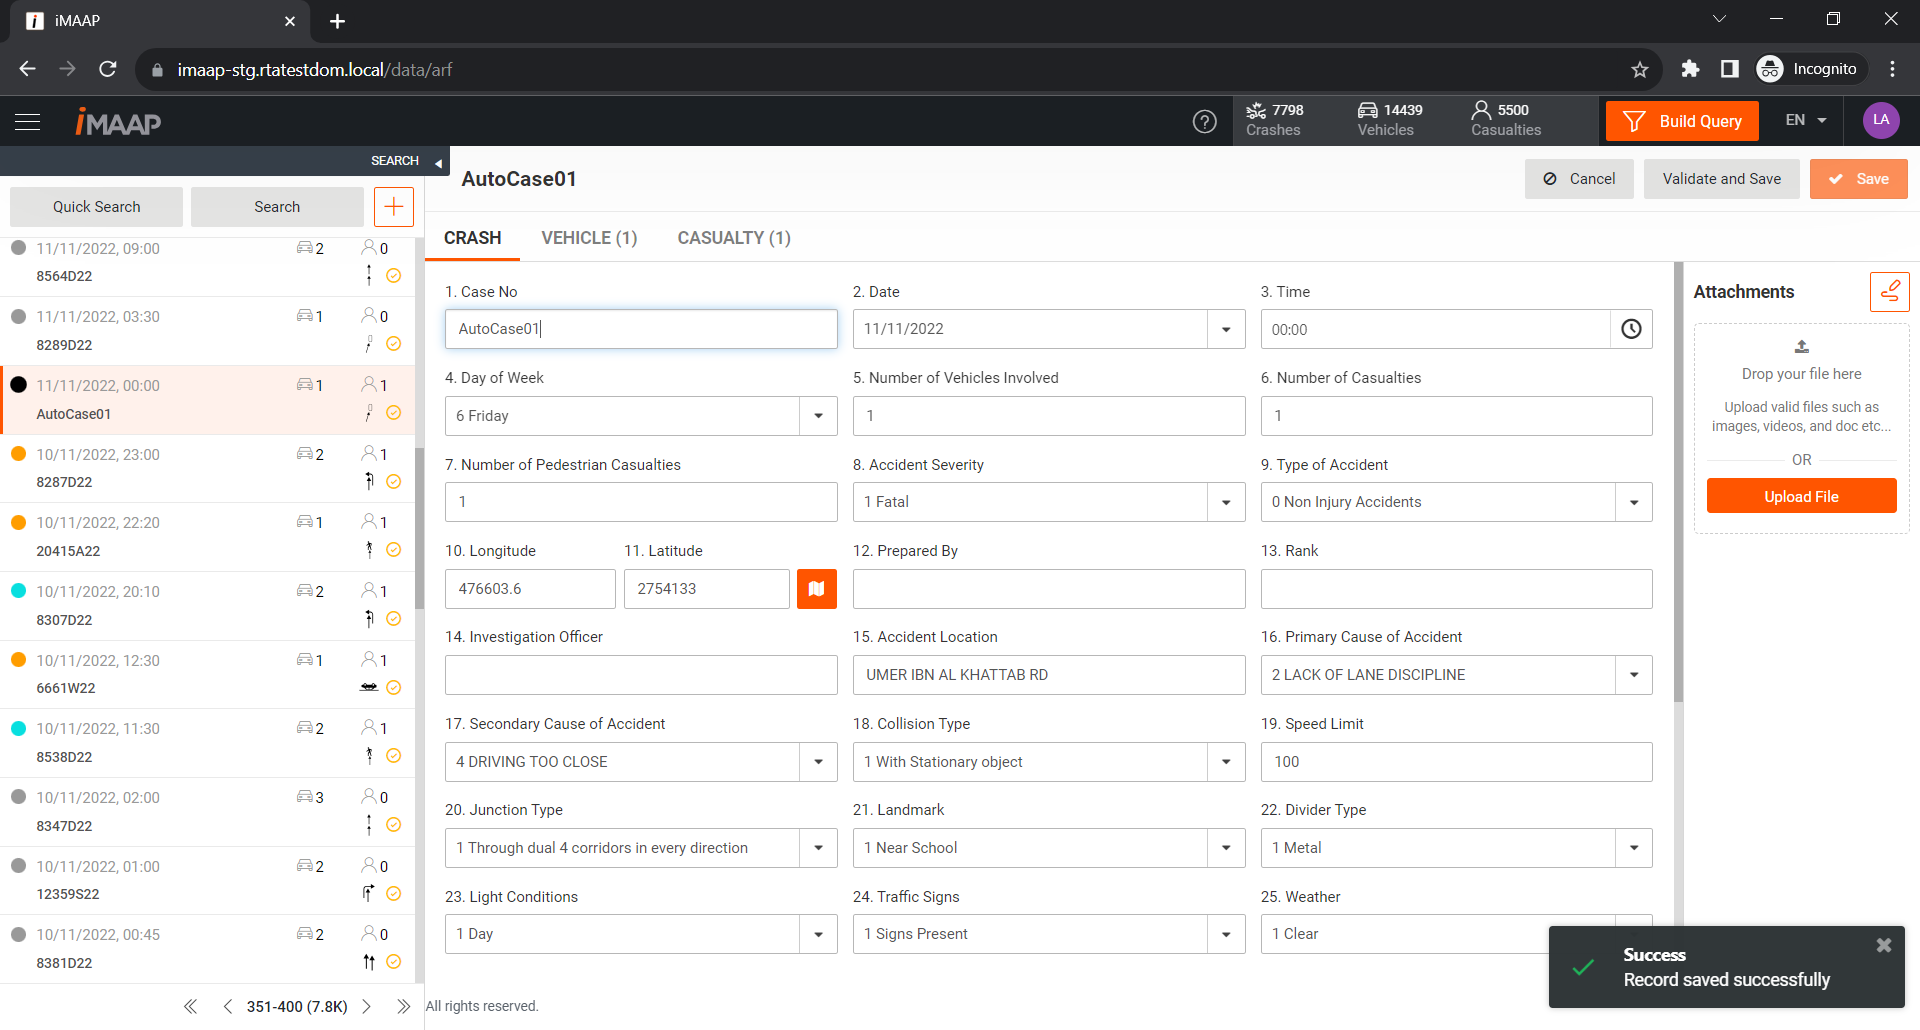 iMAAP
imaap-stg.rtatestdom.local/data/arf
Incognito
iMAAP
7798
Crashes
14439
Vehicles
5500
Casualties
Build Query
EN
LA
SEARCH
Quick Search
Search
11/11/2022, 09:00
2
0
8564D22
11/11/2022, 03:30
1
0
8289D22
11/11/2022, 00:00
1
1
AutoCase01
10/11/2022, 23:00
2
1
8287D22
10/11/2022, 22:20
1
1
20415A22
10/11/2022, 20:10
2
1
8307D22
10/11/2022, 12:30
1
1
6661W22
10/11/2022, 11:30
2
1
8538D22
10/11/2022, 02:00
3
0
8347D22
10/11/2022, 01:00
2
0
12359S22
10/11/2022, 00:45
2
0
8381D22
351-400 (7.8K)
AutoCase01
Cancel
Validate and Save
Save
CRASH
VEHICLE (1)
CASUALTY (1)
1. Case No
AutoCase01
2. Date
11/11/2022
3. Time
00:00
4. Day of Week
6 Friday
5. Number of Vehicles Involved
1
6. Number of Casualties
1
7. Number of Pedestrian Casualties
1
8. Accident Severity
1 Fatal
9. Type of Accident
0 Non Injury Accidents
10. Longitude
476603.6
11. Latitude
2754133
12. Prepared By
13. Rank
14. Investigation Officer
15. Accident Location
UMER IBN AL KHATTAB RD
16. Primary Cause of Accident
2 LACK OF LANE DISCIPLINE
17. Secondary Cause of Accident
4 DRIVING TOO CLOSE
18. Collision Type
1 With Stationary object
19. Speed Limit
100
20. Junction Type
1 Through dual 4 corridors in every direction
21. Landmark
1 Near School
22. Divider Type
1 Metal
23. Light Conditions
1 Day
24. Traffic Signs
1 Signs Present
25. Weather
1 Clear
All rights reserved.
Attachments
Drop your file here
Upload valid files such as
images, videos, and doc etc...
OR
Upload File
Success
Record saved successfully